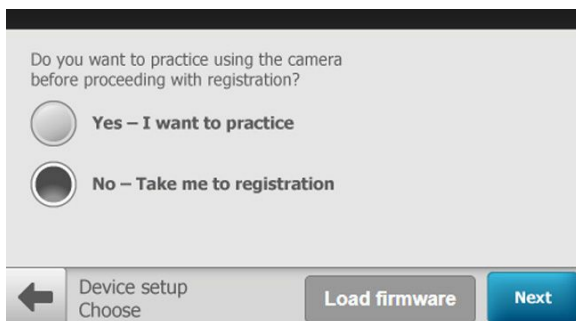 Do you want to practice using the camera
before proceeding with registration?
Yes – I want to practice
No – Take me to registration
Device setup
Choose
Load firmware
Next